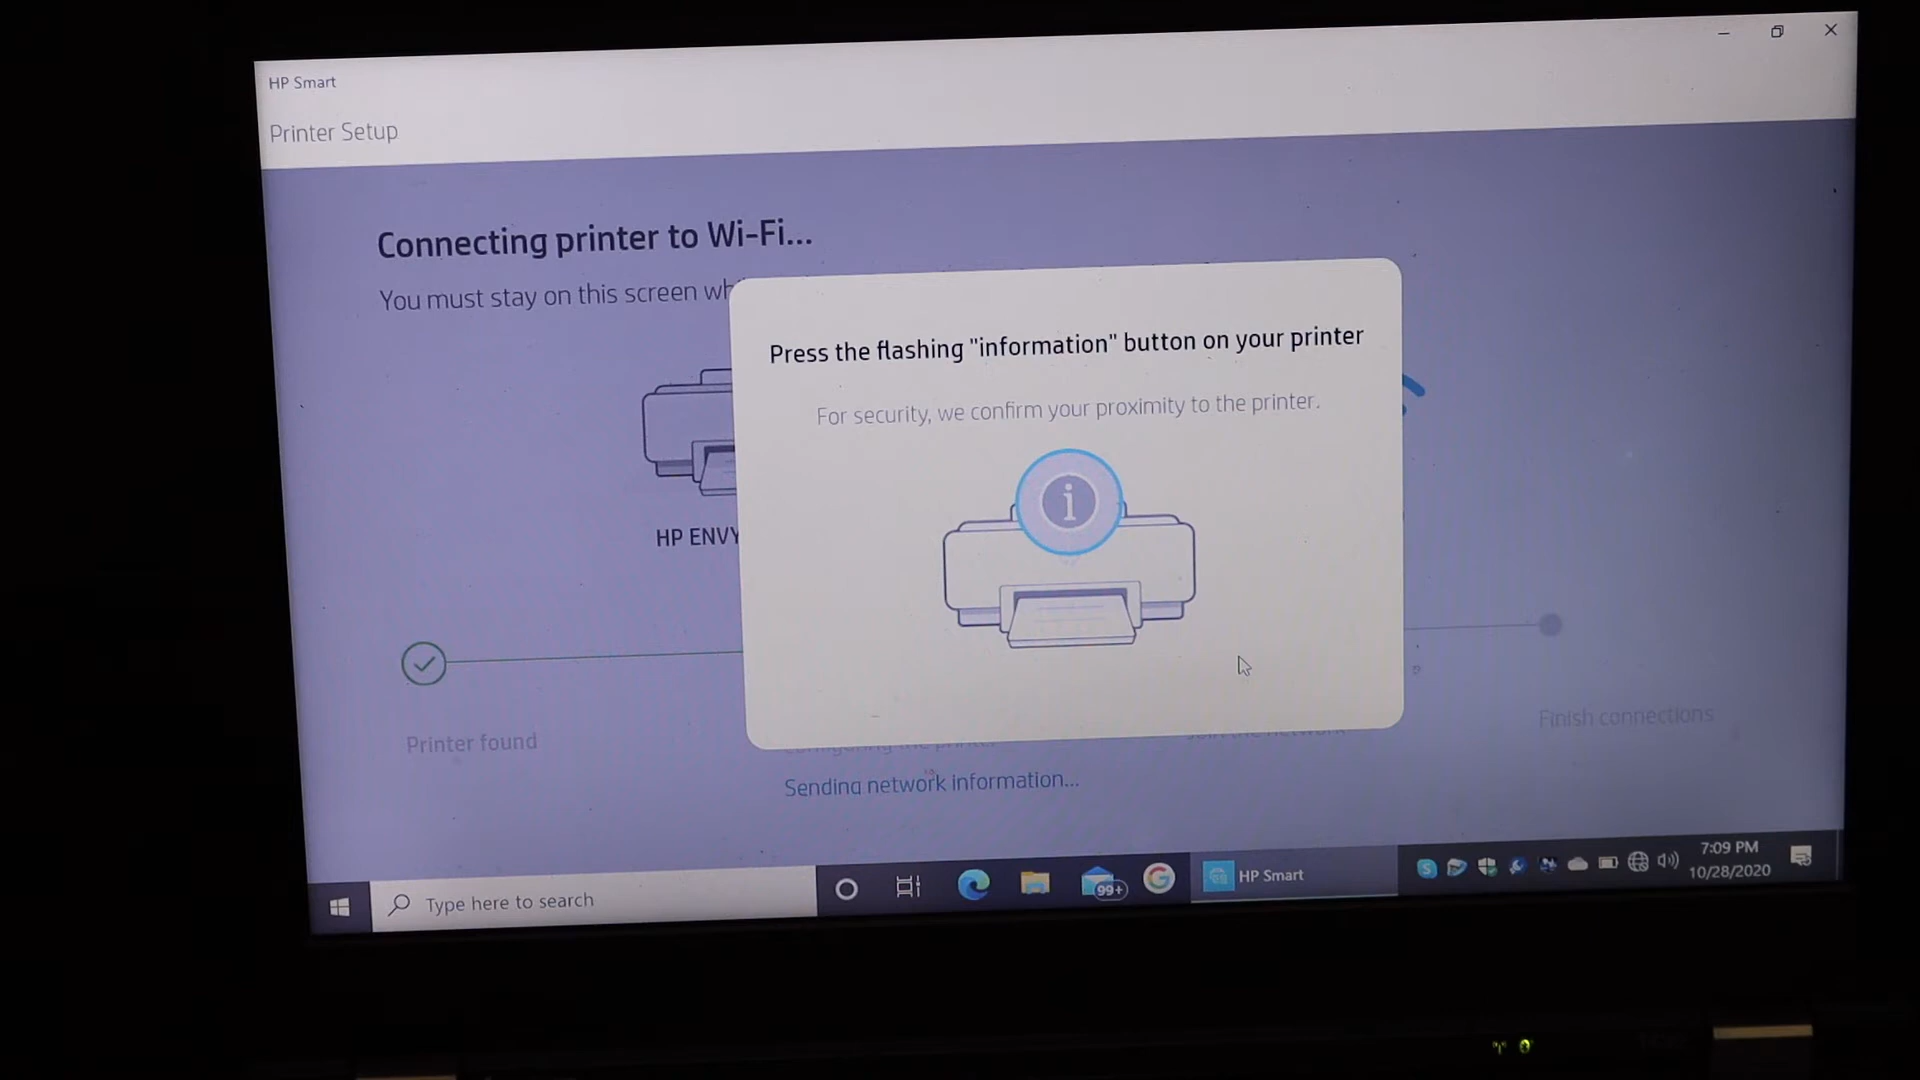 HP Smart
Printer Setup
Connecting printer to Wi-Fi...
You must stay on this screen
Press the flashing "information" button on your printer
For security, we confirm your proximity to the printer.
i
HP ENVY
Printer found
Finish connections
Sending network information...
Type here to search
99+
G
HP Smart
S
7:09 PM
10/28/2020